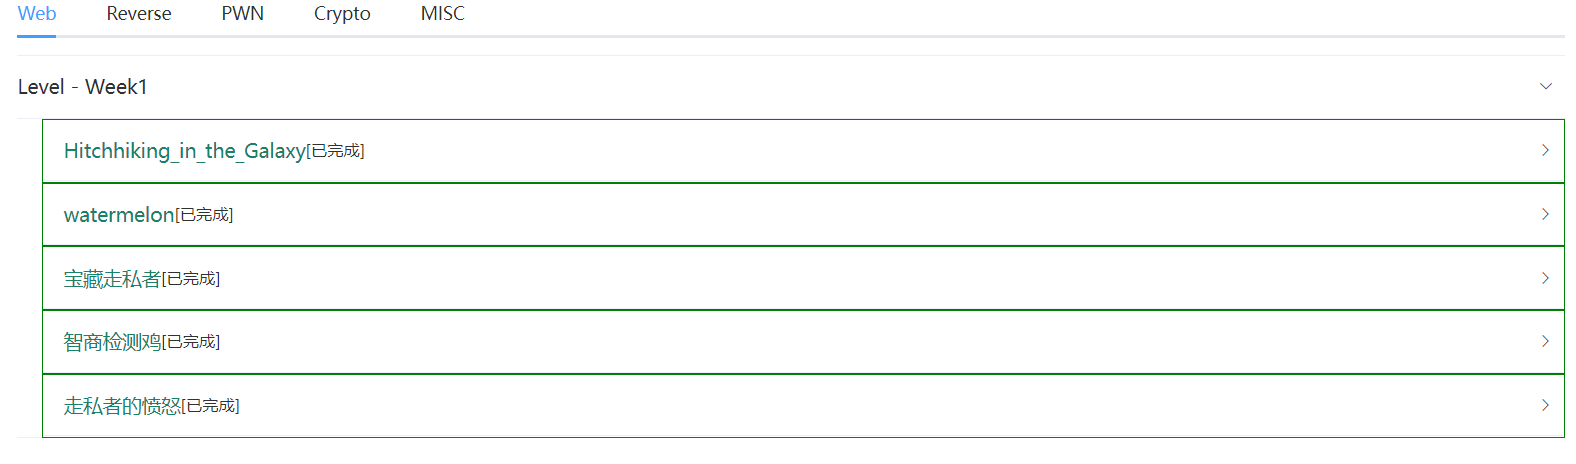 Web Reverse PWN Crypto MISC
Level - Week1
Hitchhiking_in_the_Galaxy[已完成]
watermelon[已完成]
宝藏走私者[已完成]
智商检测鸡[已完成]
走私者的愤怒[已完成]